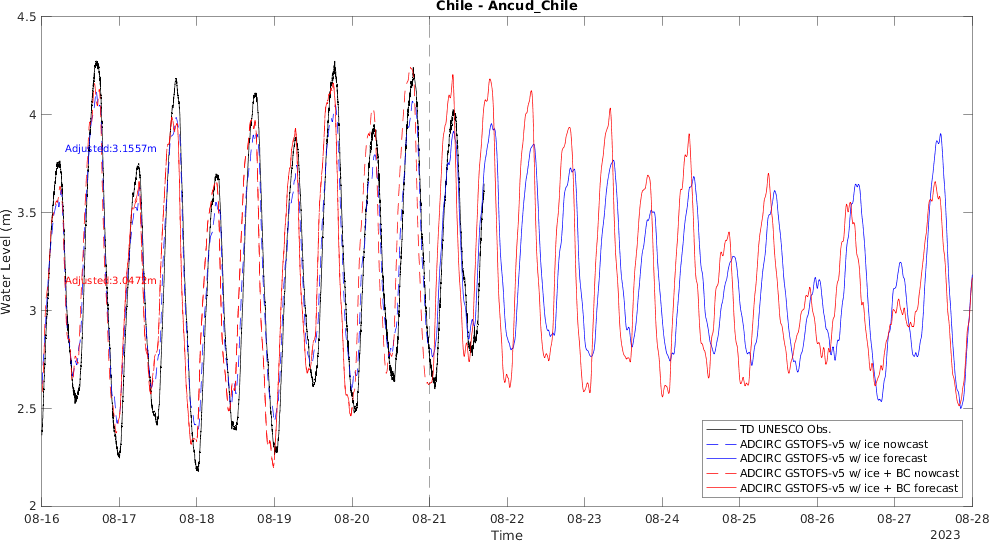 Chile - Ancud_Chile
4.5
4
3.5
3
2.5
2
Water Level (m)
Adjusted:3.1557m
Adjusted:3.0472m
TD UNESCO Obs.
ADCIRC GSTOFS-v5 w/ ice nowcast
ADCIRC GSTOFS-v5 w/ ice forecast
ADCIRC GSTOFS-v5 w/ ice + BC nowcast
ADCIRC GSTOFS-v5 w/ ice + BC forecast
08-16 08-17 08-18 08-19 08-20 08-21 08-22 08-23 08-24 08-25 08-26 08-27 08-28
Time
2023